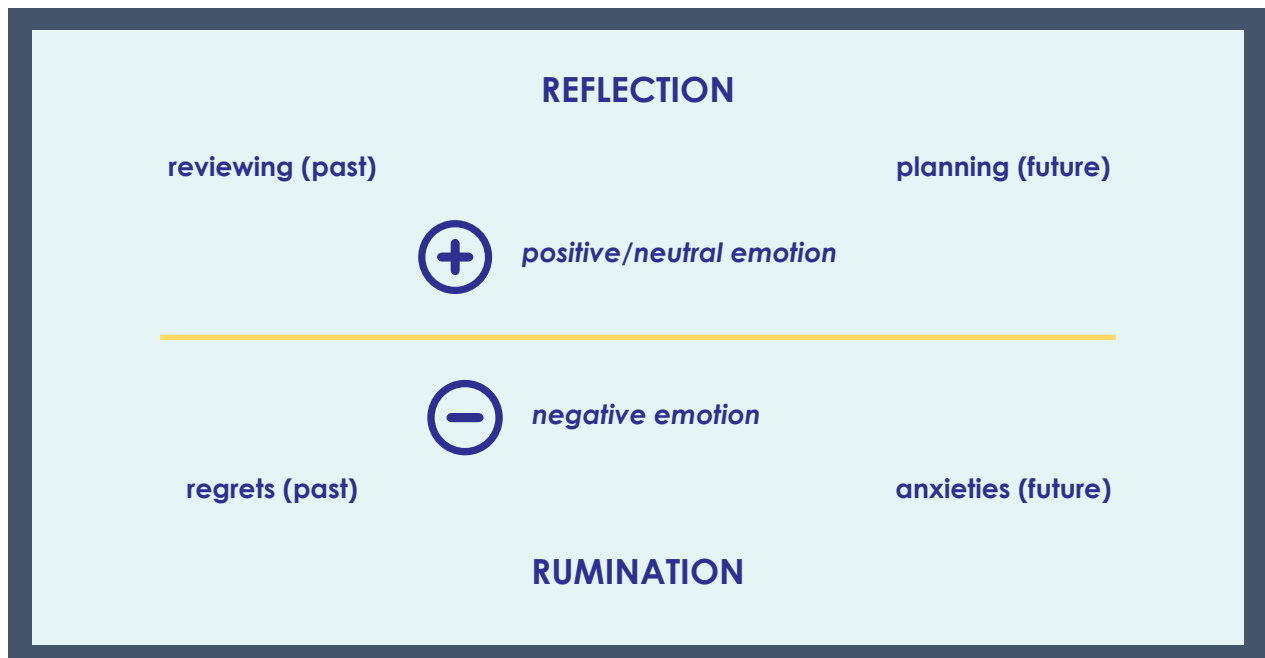 REFLECTION
reviewing (past)
planning (future)
positive/neutral emotion
negative emotion
regrets (past)
anxieties (future)
RUMINATION